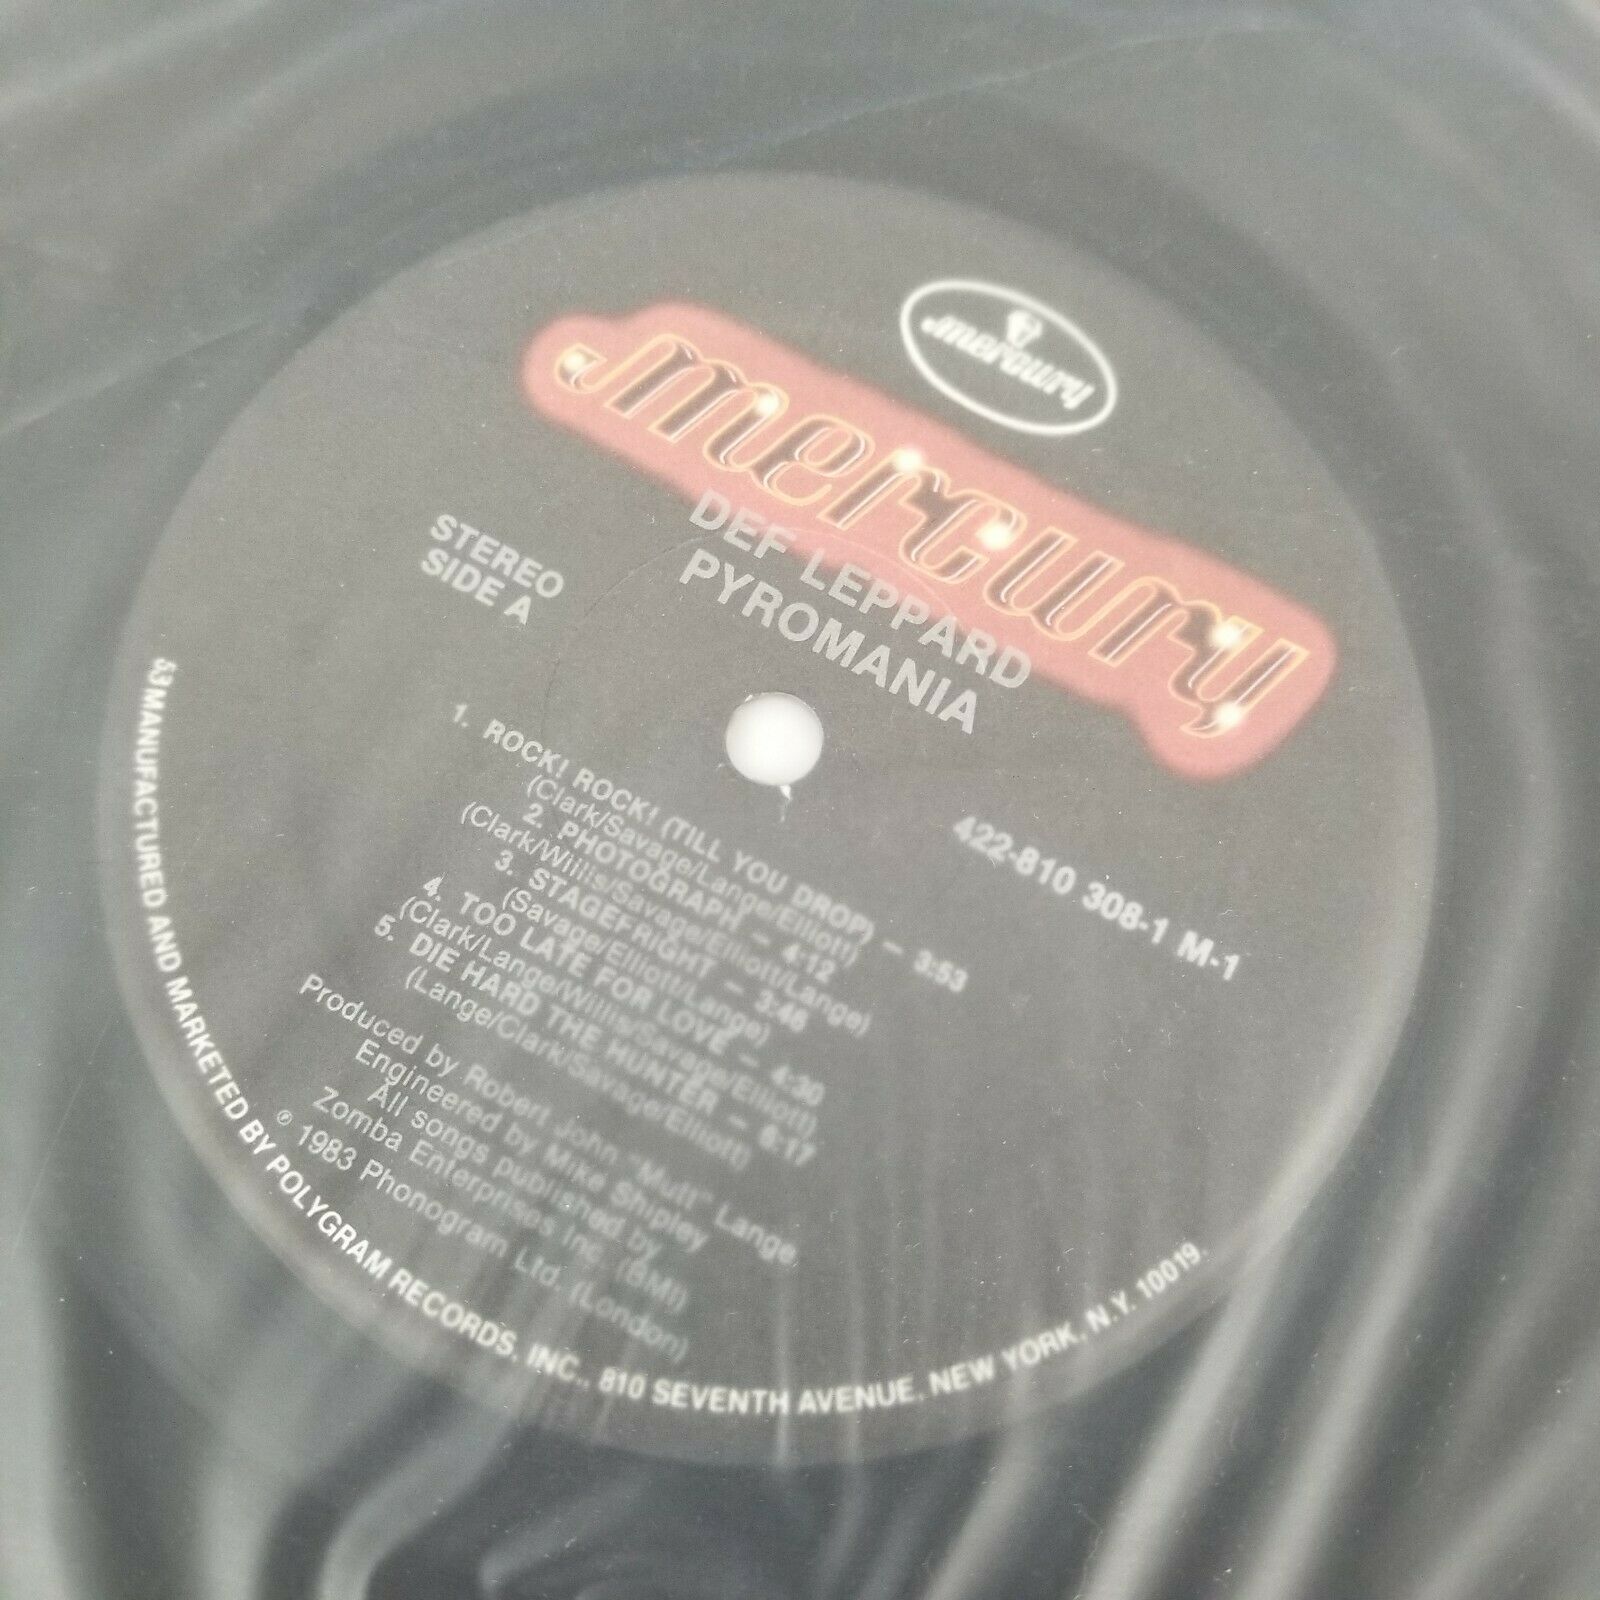 mercury
mercury
DEF LEPPARD
PYROMANIA
STEREO
SIDE A
422-810 308-1 M-1
1. ROCK! ROCK! (TILL YOU DROP) – 3:53
(Clark/Savage/Lange/Elliott)
2. PHOTOGRAPH – 4:12
(Clark/Willis/Savage/Elliott/Lange)
3. STAGEFRIGHT – 3:46
(Savage/Elliott/Lange)
4. TOO LATE FOR LOVE – 4:30
(Clark/Lange/Willis/Savage/Elliott)
5. DIE HARD THE HUNTER – 6:17
(Lange/Clark/Savage/Elliott)
Produced by Robert John "Mutt" Lange
Engineered by Mike Shipley
All songs published by
Zomba Enterprises Inc. (BMI)
℗ 1983 Phonogram Ltd. (London)
53 MANUFACTURED AND MARKETED BY POLYGRAM RECORDS, INC., 810 SEVENTH AVENUE, NEW YORK, N.Y. 10019.